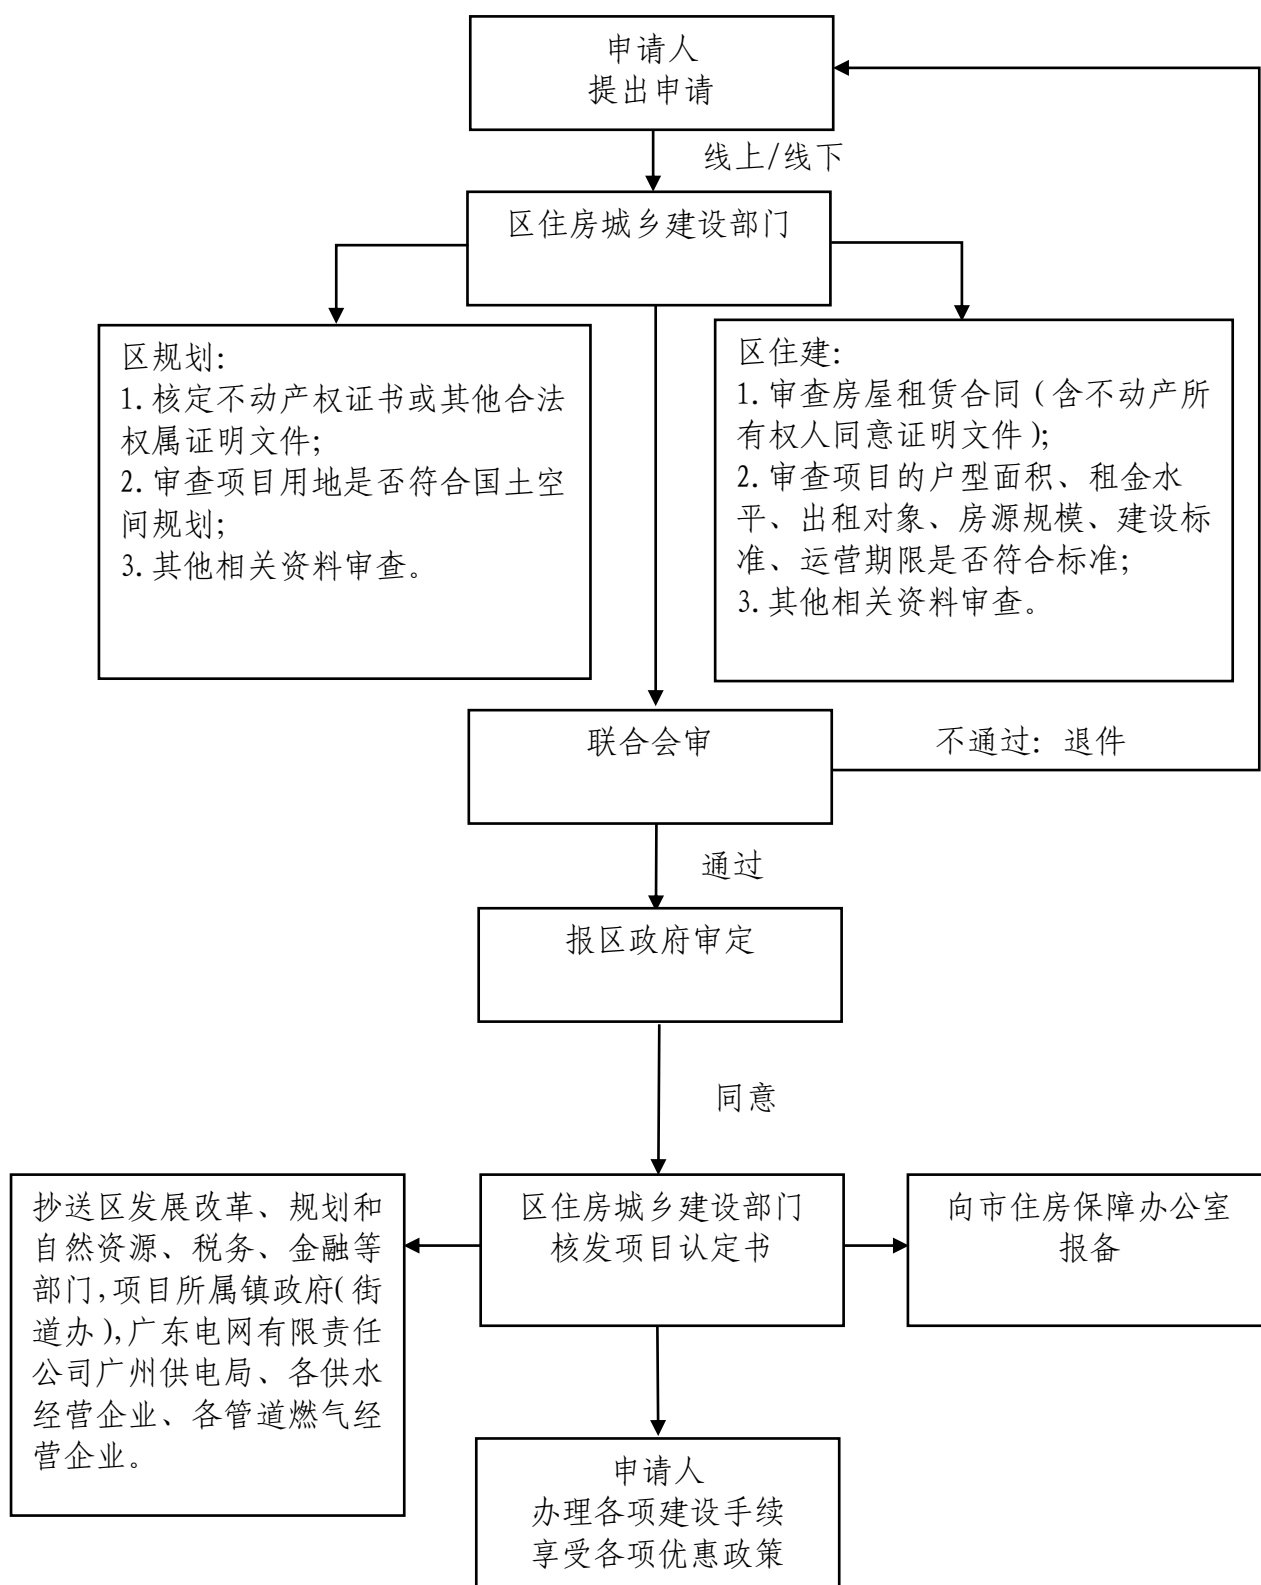 申请人
提出申请
线上/线下
区住房城乡建设部门
区规划:
1.核定不动产权证书或其他合法
权属证明文件;
2.审查项目用地是否符合国土空
间规划;
3.其他相关资料审查。
区住建:
1.审查房屋租赁合同(含不动产所
有权人同意证明文件);
2.审查项目的户型面积、租金水
平、出租对象、房源规模、建设标
准、运营期限是否符合标准;
3.其他相关资料审查。
联合会审
不通过:退件
通过
报区政府审定
同意
抄送区发展改革、规划和
自然资源、税务、金融等
部门,项目所属镇政府(街
道办),广东电网有限责任
公司广州供电局、各供水
经营企业、各管道燃气经
营企业。
区住房城乡建设部门
核发项目认定书
向市住房保障办公室
报备
申请人
办理各项建设手续
享受各项优惠政策